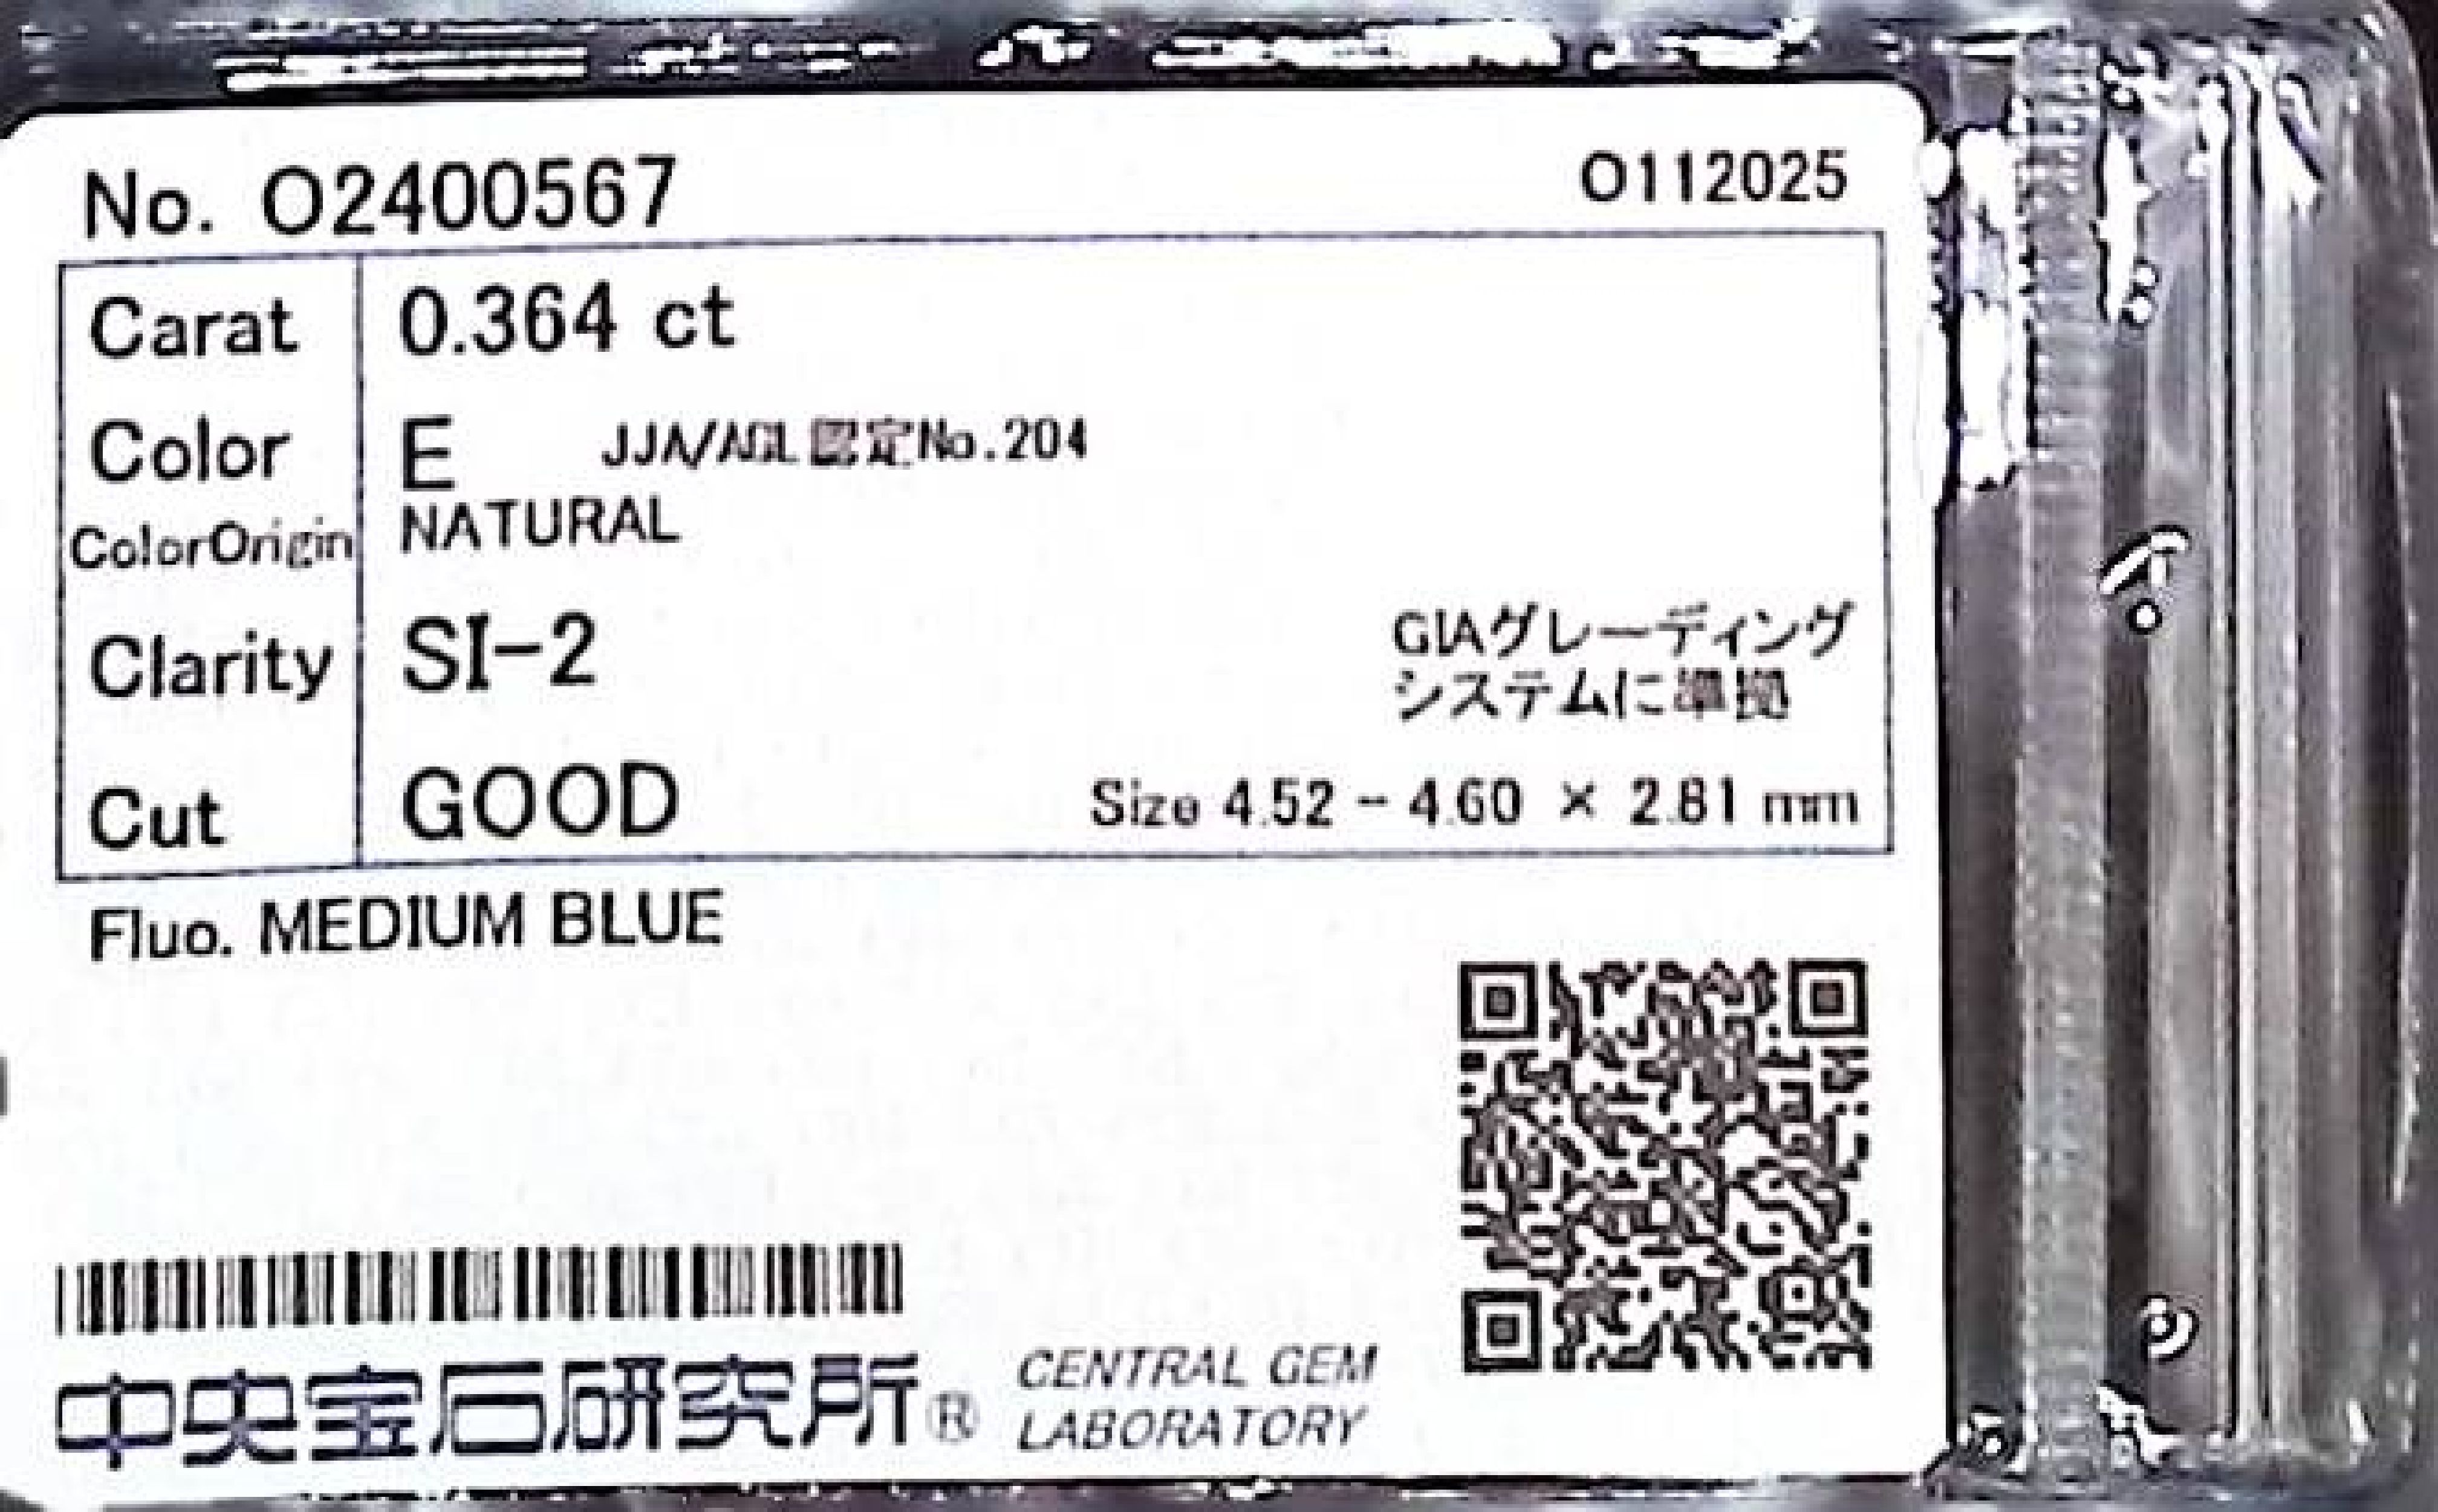 No. O2400567 O112025
Carat 0.364 ct
Color E JJA/AGL認定No.204
ColorOrigin NATURAL
Clarity SI-2 GIAグレーディング
システムに準拠
Cut GOOD Size 4.52 - 4.60 × 2.81 mm
Fluo. MEDIUM BLUE
中央宝石研究所® CENTRAL GEM
LABORATORY